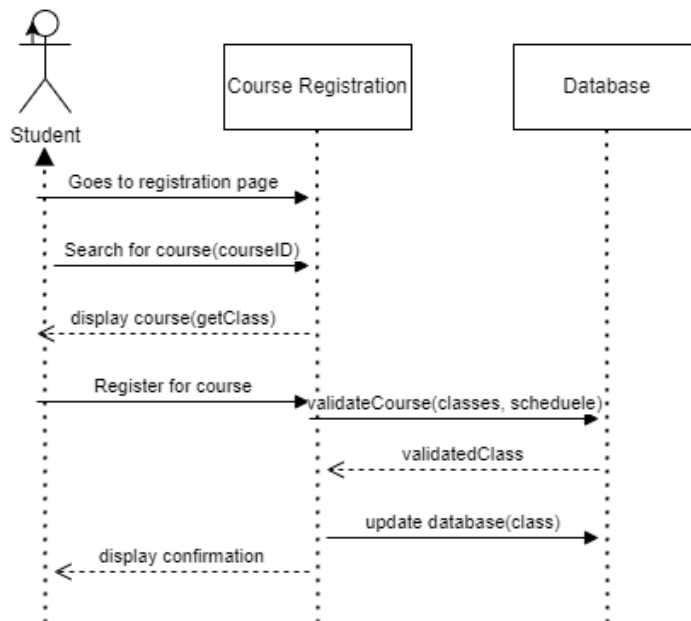 Course Registration
Database
Student
Goes to registration page
Search for course(courseID)
display course(getClass)
Register for course
validateCourse(classes, scheduele)
validatedClass
update database(class)
display confirmation